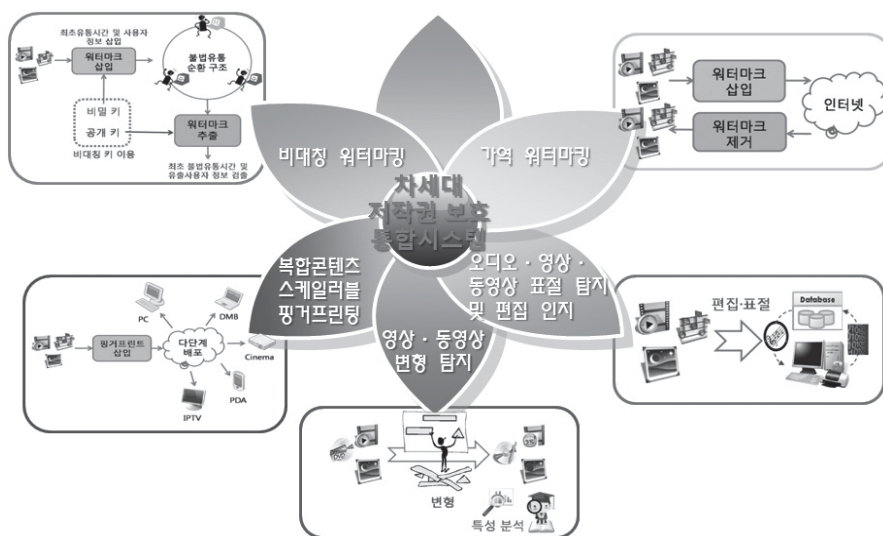 최초유통시간 및 사용자
정보 삽입
워터마크
삽입
불법유통
순환 구조
비밀 키
공개 키
비대칭 키 이용
워터마크
추출
최초 불법유통시간 및
유출사용자 정보 검출
비대칭 워터마킹
가역 워터마킹
워터마크
삽입
인터넷
워터마크
제거
차세대
저작권 보호
통합시스템
복합콘텐츠
스케일러블
핑거프린팅
오디오·영상·
동영상 표절 탐지
및 편집 인지
영상·동영상
변형 탐지
핑거프린트
삽입
다단계
배포
PC
DMB
Cinema
PDA
IPTV
편집·표절
Database
변형
특성 분석